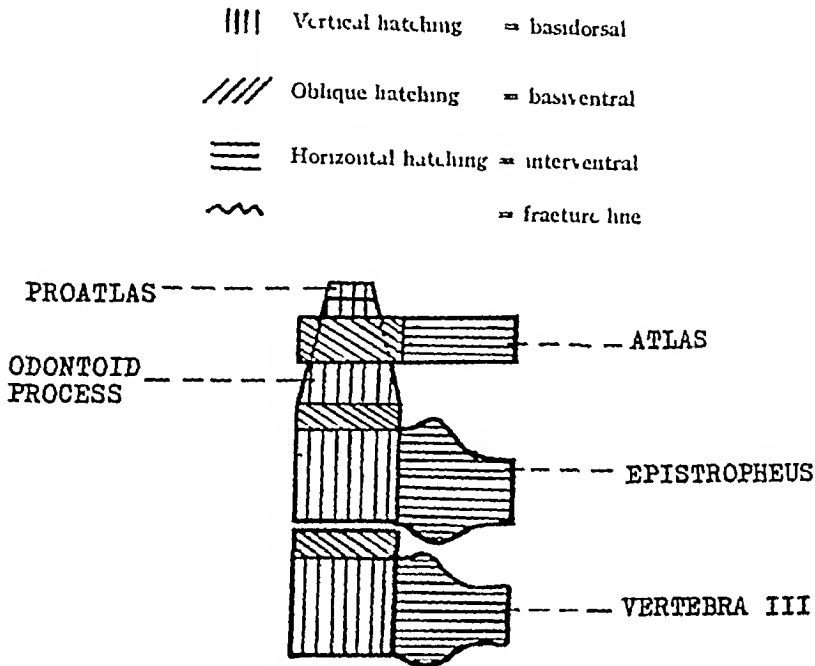 Vertical hatching = basidorsal
Oblique hatching = basiventral
Horizontal hatching = interventral
= fracture line
PROATLAS
ATLAS
ODONTOID
PROCESS
EPISTROPHEUS
VERTEBRA III